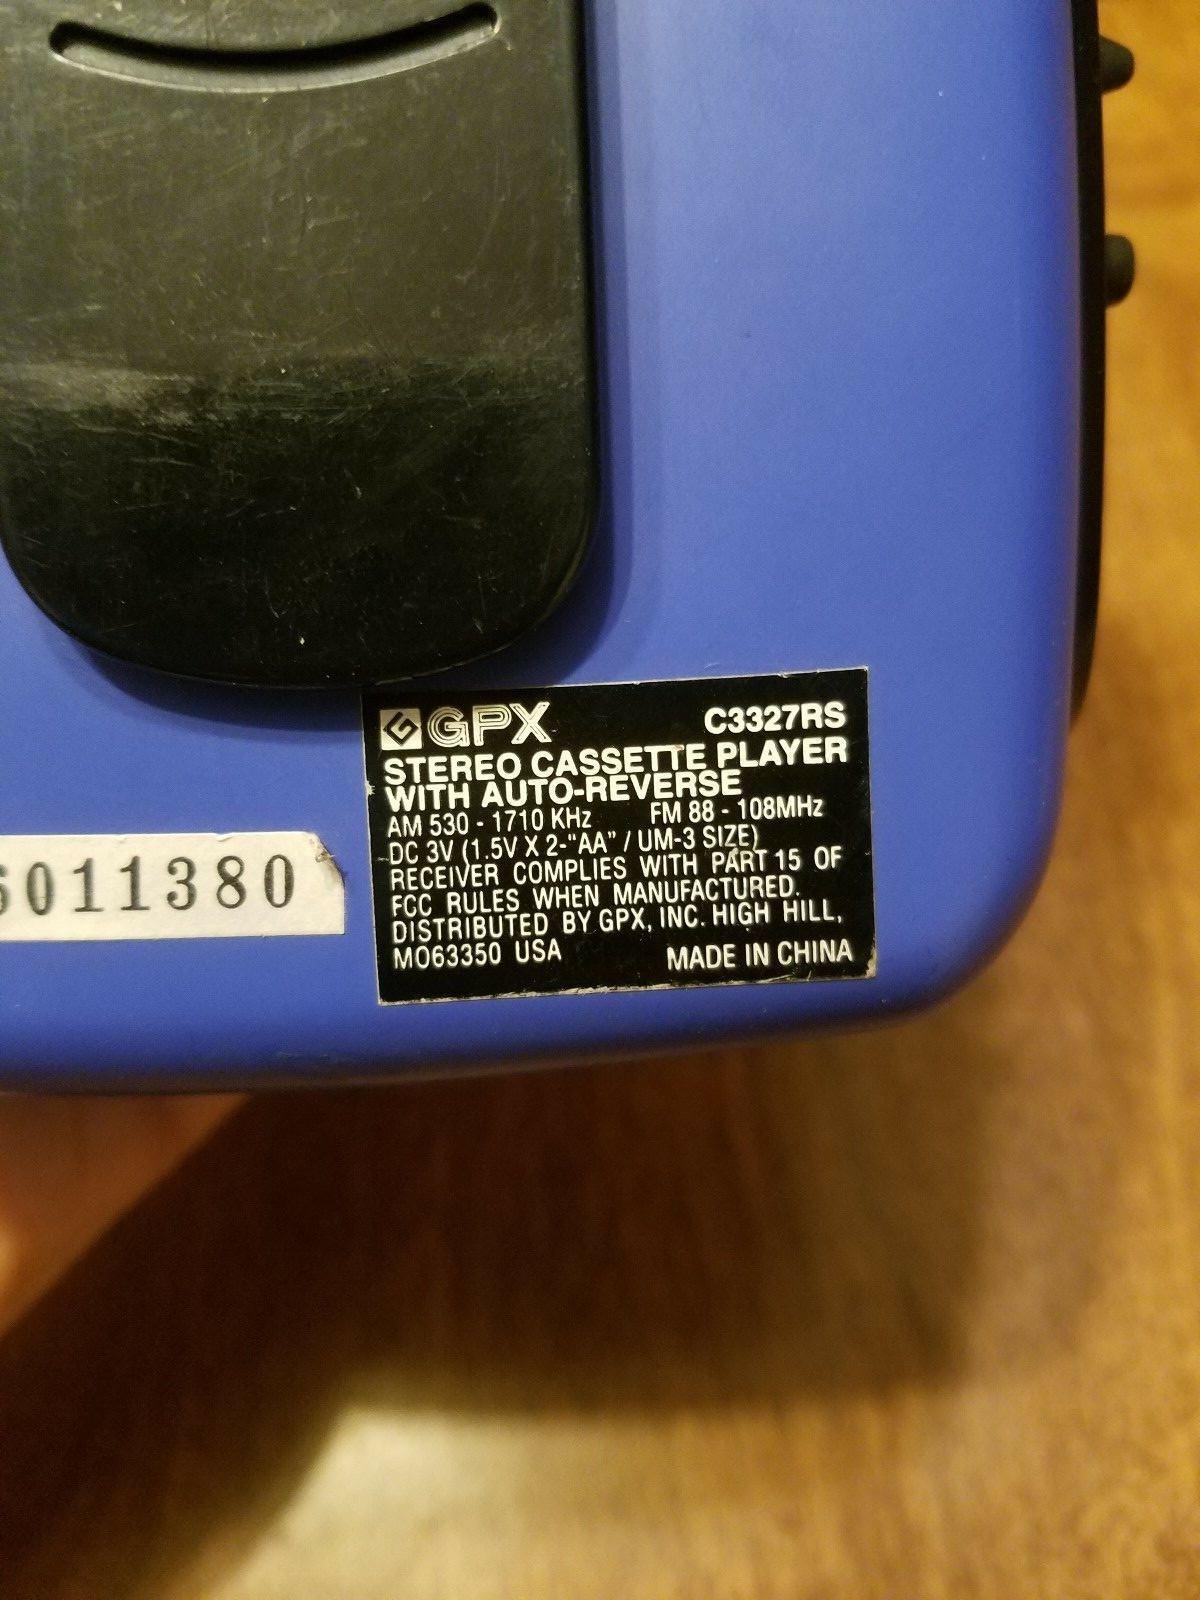 GPX C3327RS
STEREO CASSETTE PLAYER
WITH AUTO-REVERSE
AM 530 - 1710 KHz FM 88 - 108MHz
DC 3V (1.5V X 2-"AA" / UM-3 SIZE)
RECEIVER COMPLIES WITH PART 15 OF
FCC RULES WHEN MANUFACTURED.
DISTRIBUTED BY GPX, INC. HIGH HILL,
MO63350 USA MADE IN CHINA
6011380